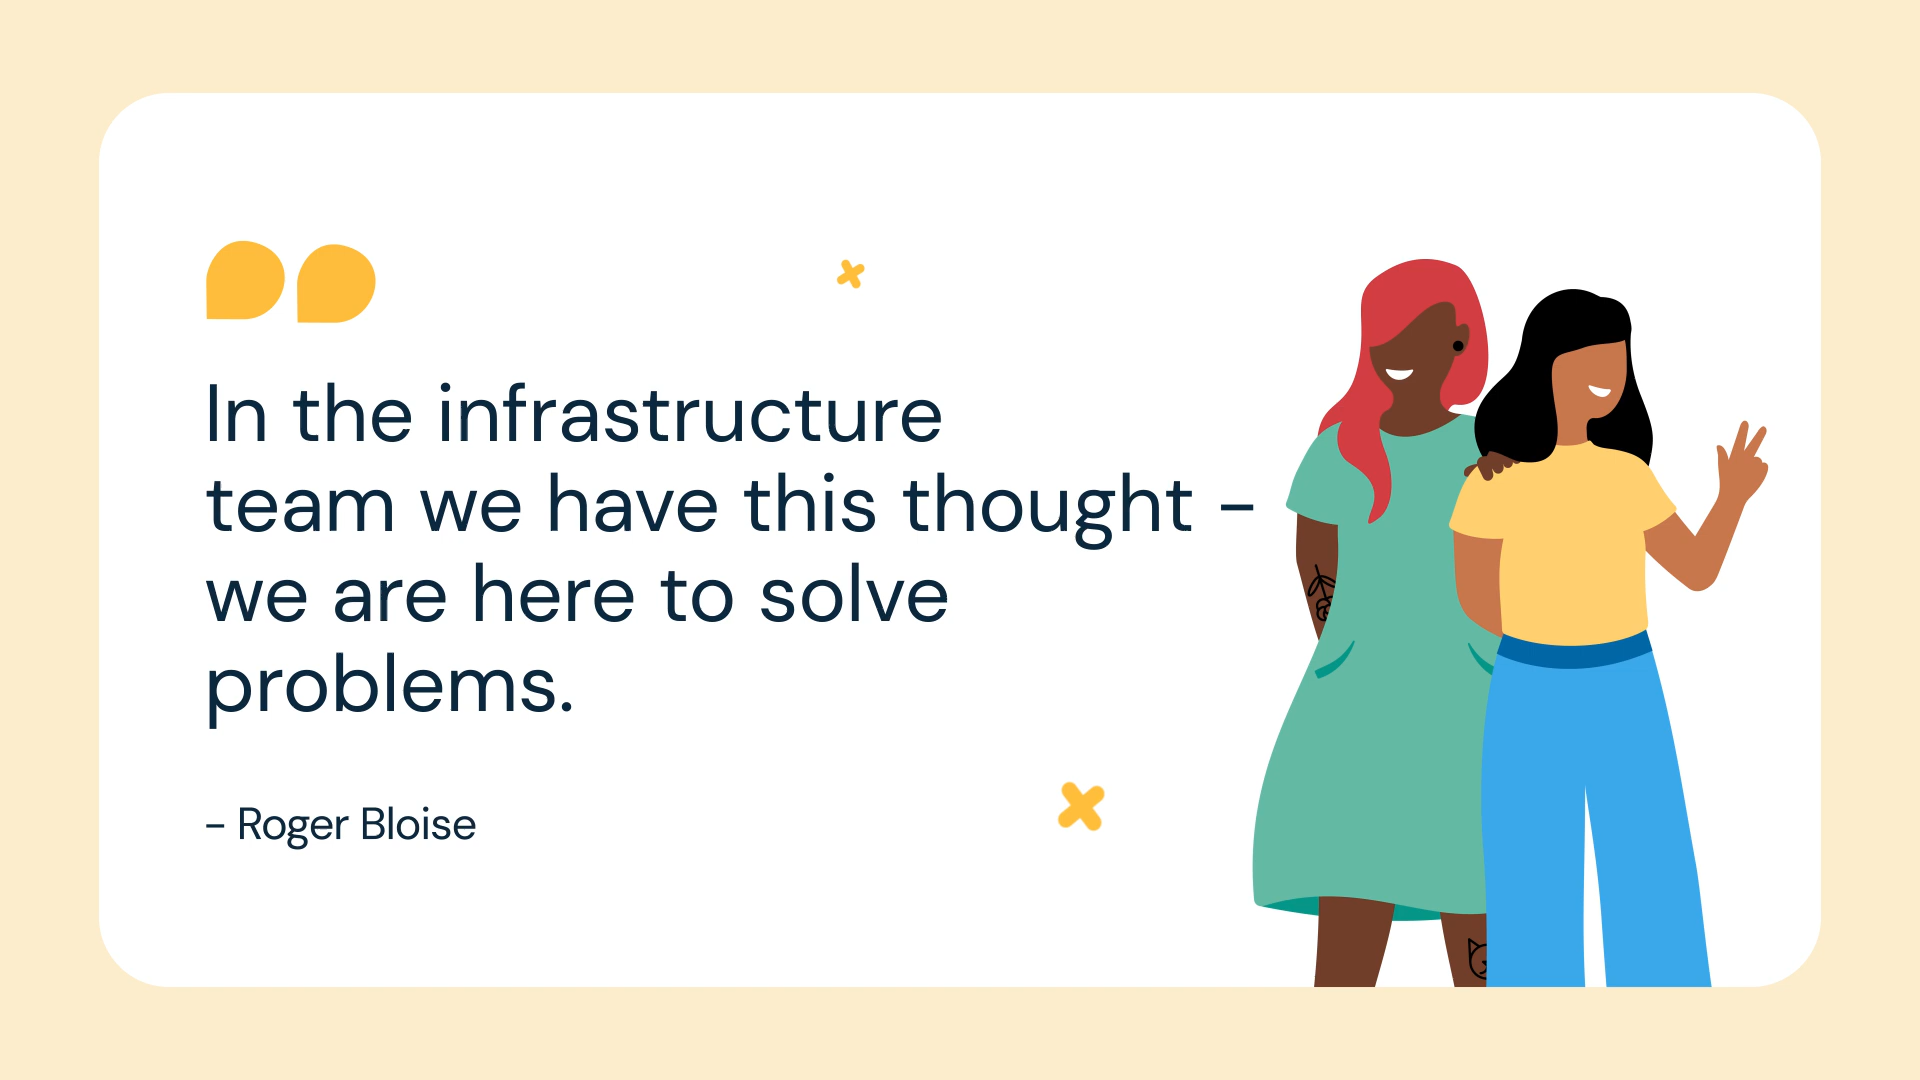 In the infrastructure
team we have this thought –
we are here to solve
problems.
– Roger Bloise